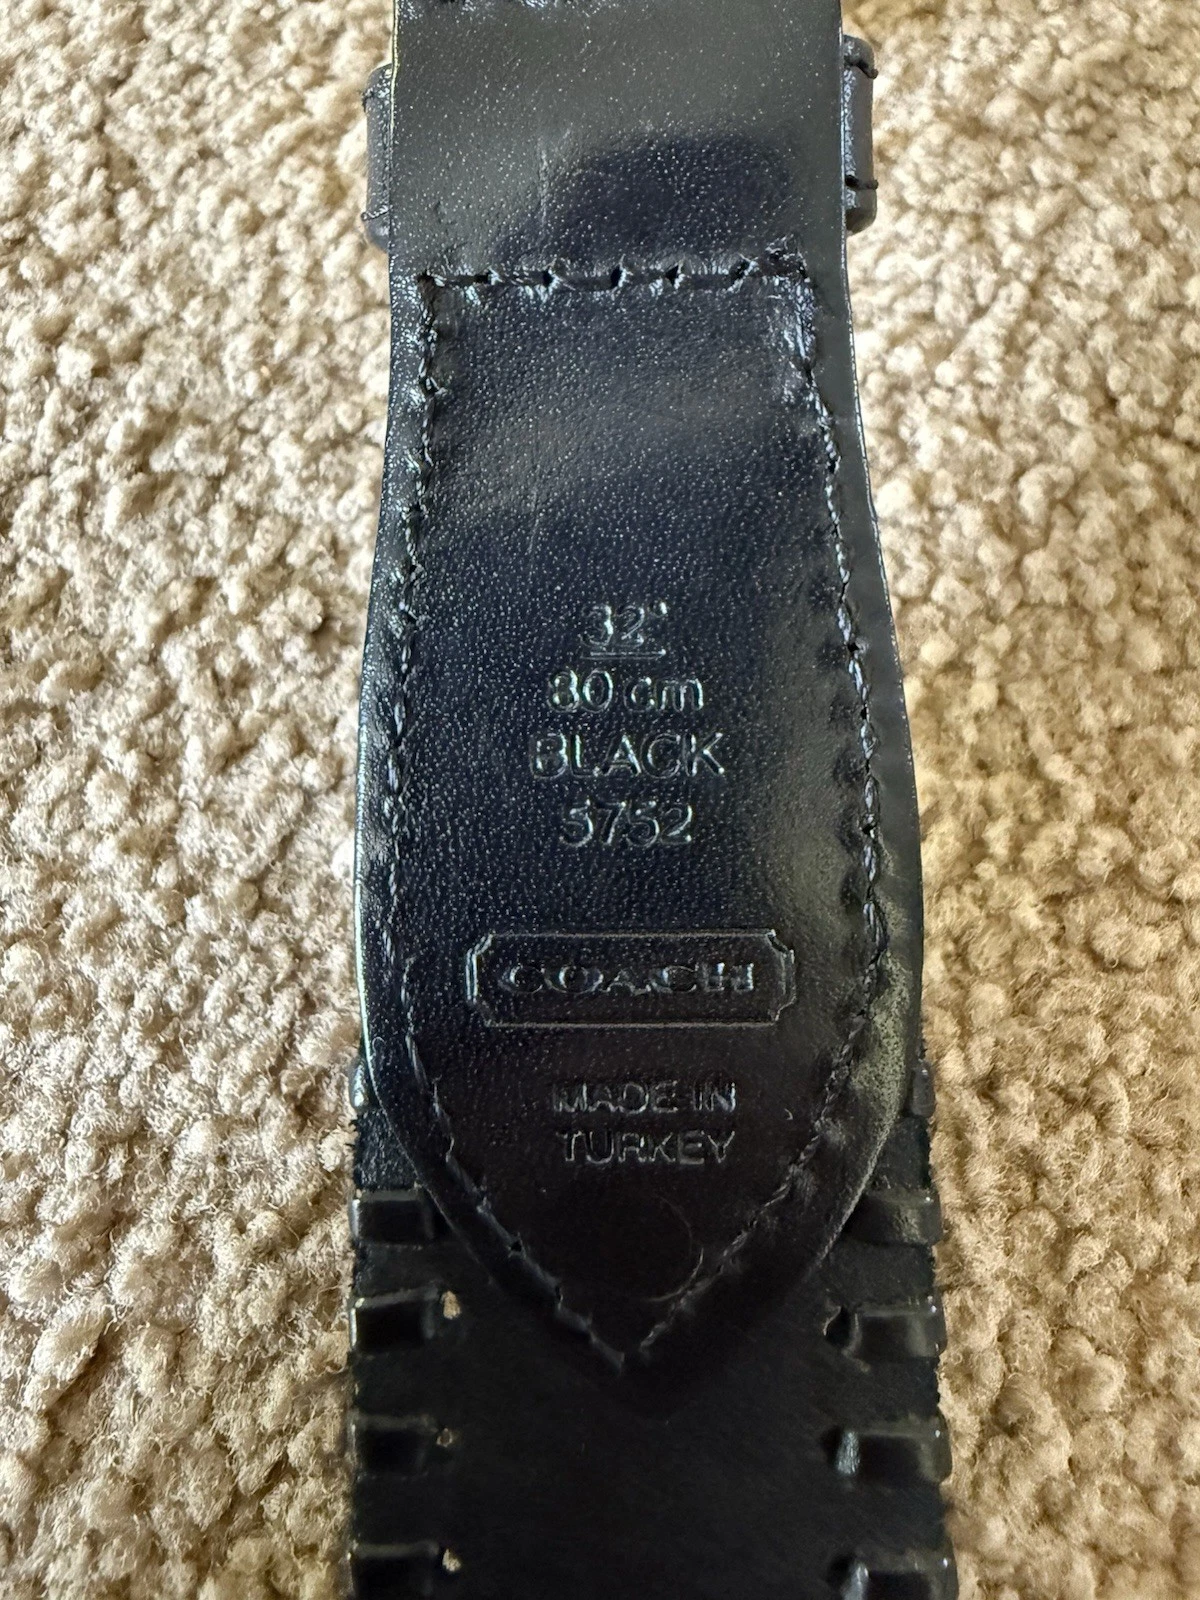 32"
80 cm
BLACK
5752
COACH
MADE IN
TURKEY